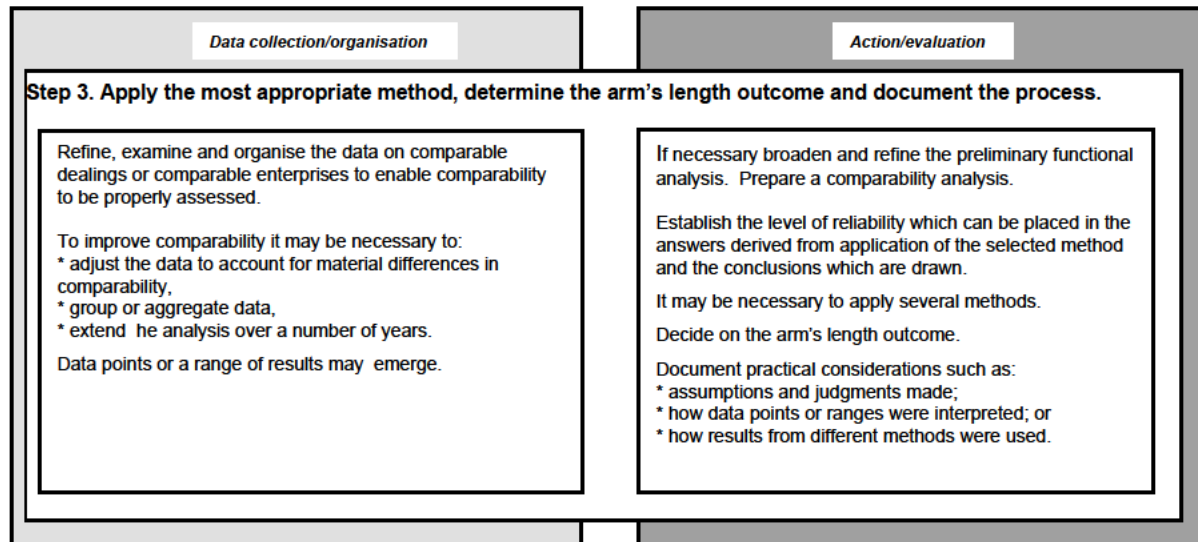 Data collection/organisation
Action/evaluation
Step 3. Apply the most appropriate method, determine the arm's length outcome and document the process.
Refine, examine and organise the data on comparable
dealings or comparable enterprises to enable comparability
to be properly assessed.
To improve comparability it may be necessary to:
* adjust the data to account for material differences in
comparability,
* group or aggregate data,
* extend he analysis over a number of years.
Data points or a range of results may emerge.
If necessary broaden and refine the preliminary functional
analysis. Prepare a comparability analysis.
Establish the level of reliability which can be placed in the
answers derived from application of the selected method
and the conclusions which are drawn.
It may be necessary to apply several methods.
Decide on the arm's length outcome.
Document practical considerations such as:
* assumptions and judgments made;
* how data points or ranges were interpreted; or
* how results from different methods were used.